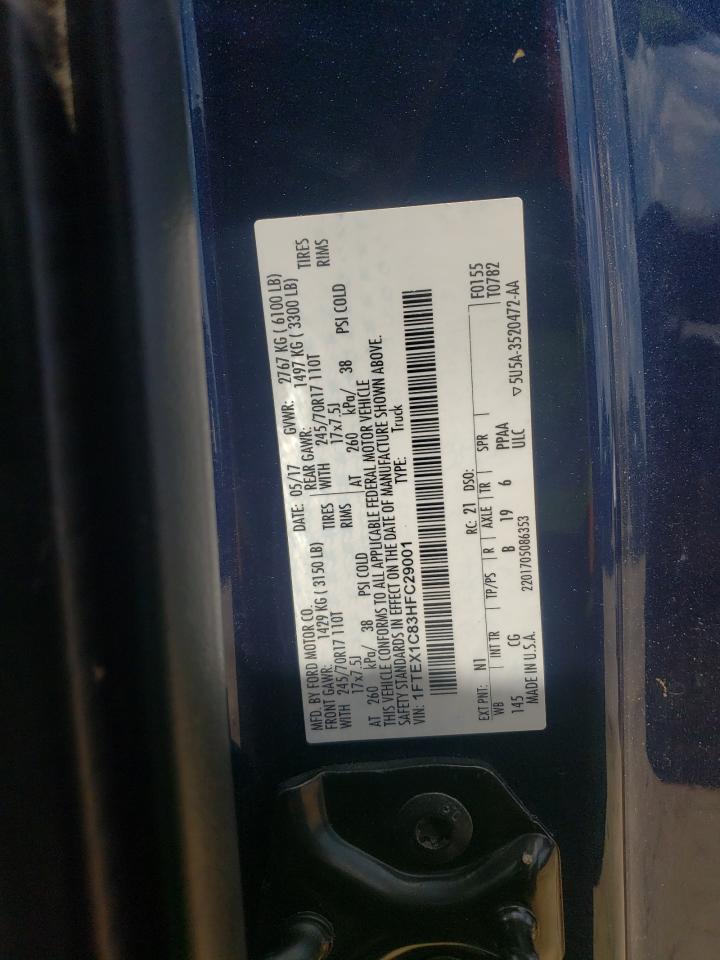 MFD. BY FORD MOTOR CO.
DATE: 05/17 GVWR: 2767 KG ( 6100 LB)
FRONT GAWR: 1429 KG ( 3150 LB) REAR GAWR: 1497 KG ( 3300 LB)
WITH 245/70R17 110T TIRES WITH 245/70R17 110T TIRES
17x7.5J RIMS 17x7.5J RIMS
AT 260 kPa/ 38 PSI COLD AT 260 kPa/ 38 PSI COLD
THIS VEHICLE CONFORMS TO ALL APPLICABLE FEDERAL MOTOR VEHICLE
SAFETY STANDARDS IN EFFECT ON THE DATE OF MANUFACTURE SHOWN ABOVE.
VIN: 1FTEX1C83HFC29001 TYPE: Truck
EXT PNT: N1 RC: 21 DSO: F0155
WB INT TR TP/PS R AXLE TR SPR T07B2
145 CG B 19 6 PPAA
ULC
MADE IN U.S.A. 2201705086353 ▽5U5A-3520472-AA